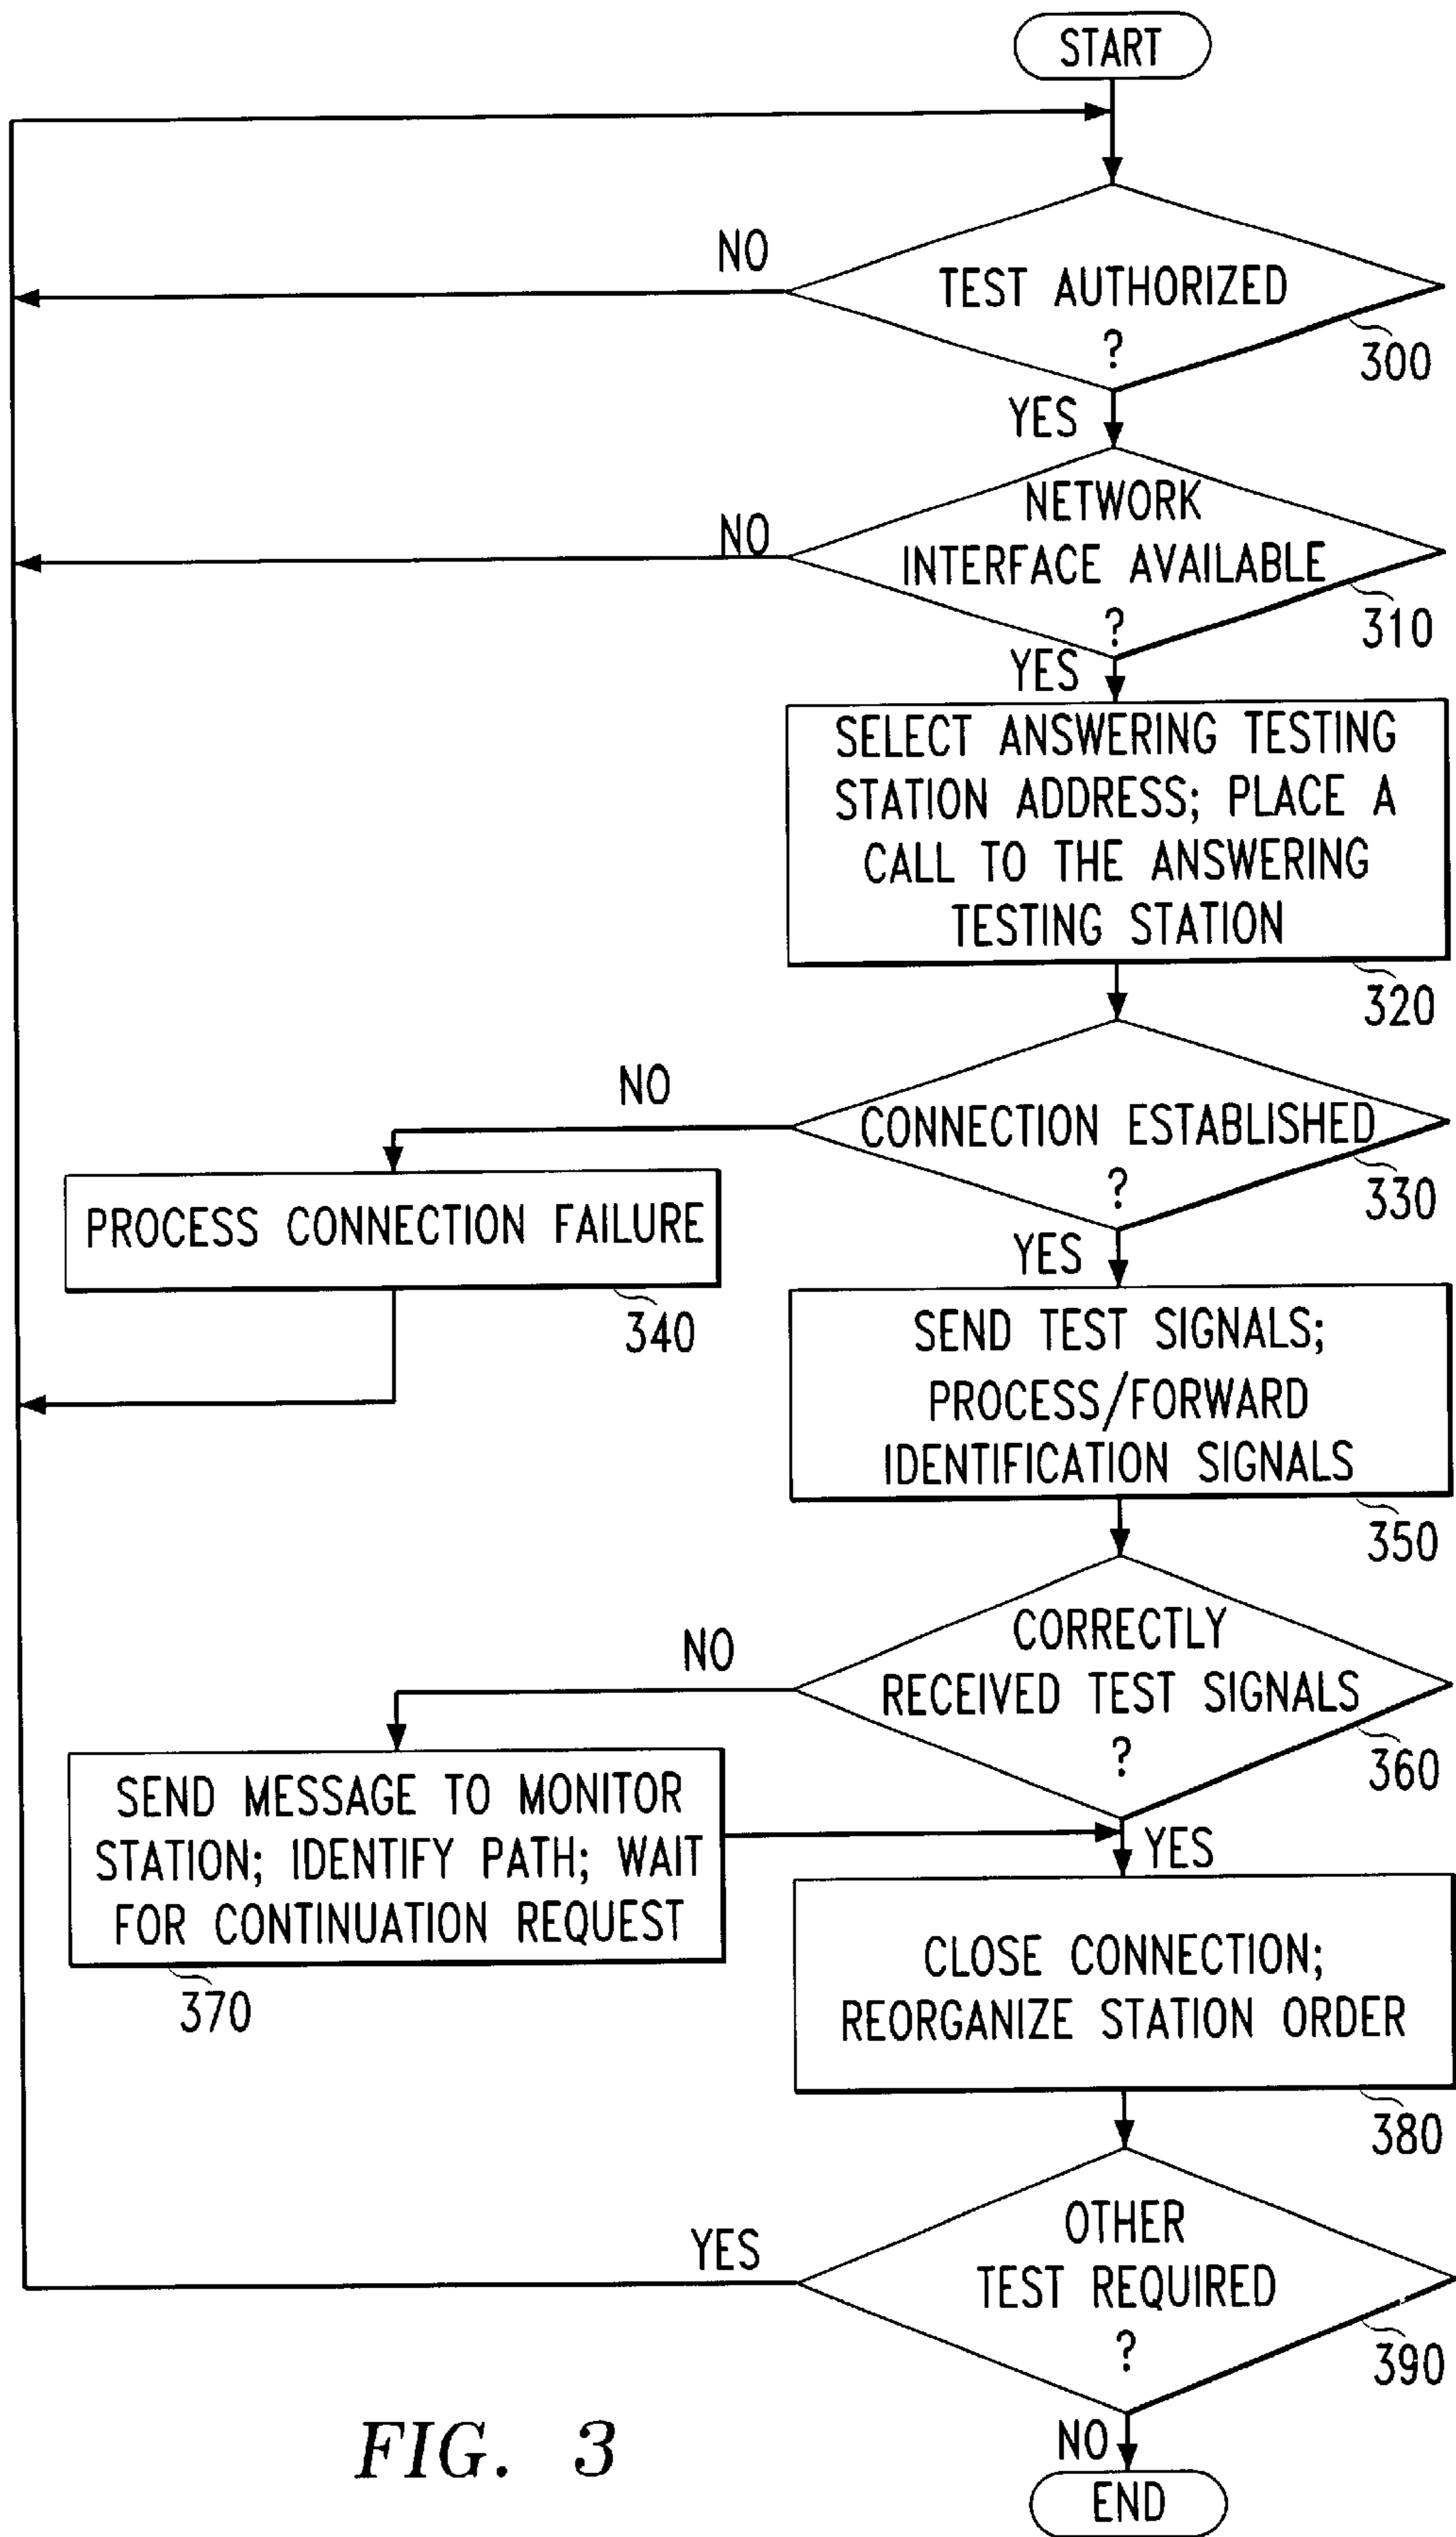 START
NO
TEST AUTHORIZED
?
300
YES
NETWORK
NO
INTERFACE AVAILABLE
?
310
YES
SELECT ANSWERING TESTING
STATION ADDRESS; PLACE A
CALL TO THE ANSWERING
TESTING STATION
320
NO
CONNECTION ESTABLISHED
?
330
PROCESS CONNECTION FAILURE
340
YES
SEND TEST SIGNALS;
PROCESS/FORWARD
IDENTIFICATION SIGNALS
350
CORRECTLY
NO
RECEIVED TEST SIGNALS
?
360
SEND MESSAGE TO MONITOR
STATION; IDENTIFY PATH; WAIT
FOR CONTINUATION REQUEST
370
YES
CLOSE CONNECTION;
REORGANIZE STATION ORDER
380
OTHER
YES
TEST REQUIRED
?
390
NO
END
FIG. 3